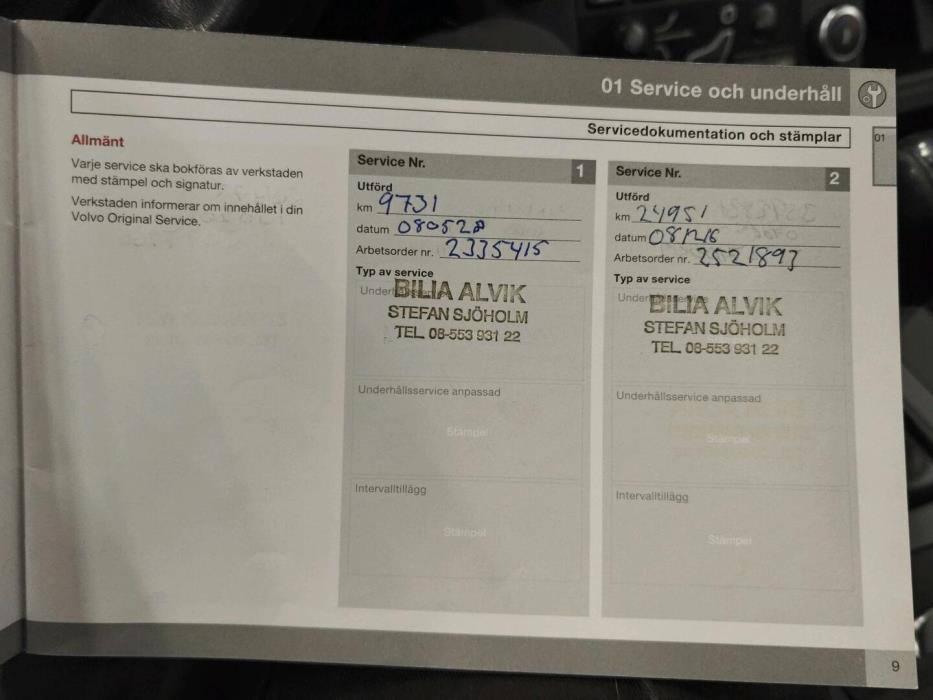 01 Service och underhåll
Servicedokumentation och stämplar
01
Allmänt
Varje service ska bokföras av verkstaden
med stämpel och signatur.
Verkstaden informerar om innehållet i din
Volvo Original Service.
Service Nr. 1
Utförd
km 9731
datum 080528
Arbetsorder nr. 2335415
Typ av service
BILIA ALVIK
STEFAN SJÖHOLM
TEL. 08-553 931 22
Underhållsservice anpassad
Stämpel
Intervalltillägg
Stämpel
Service Nr. 2
Utförd
km 24951
datum 081216
Arbetsorder nr. 2521893
Typ av service
BILIA ALVIK
STEFAN SJÖHOLM
TEL. 08-553 931 22
Underhållsservice anpassad
Stämpel
Intervalltillägg
Stämpel
9